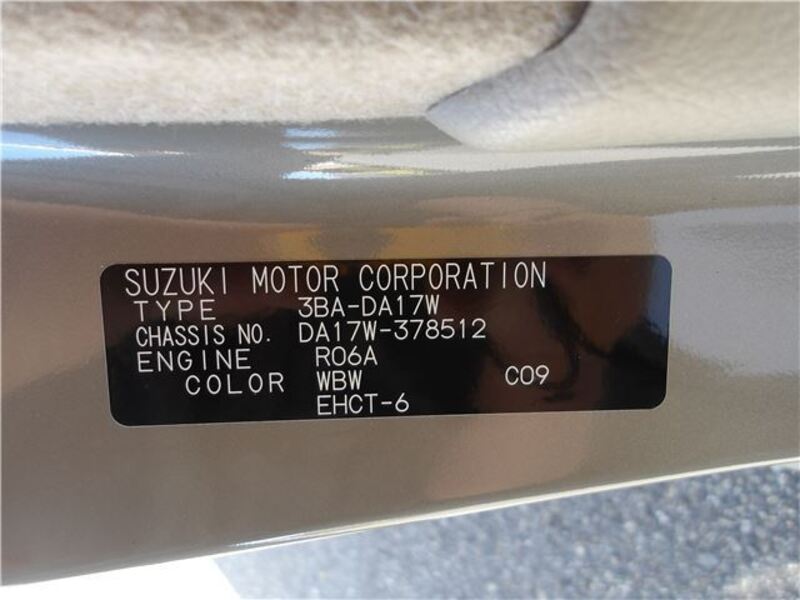 SUZUKI MOTOR CORPORATION
TYPE 3BA-DA17W
CHASSIS NO. DA17W-378512
ENGINE R06A
COLOR WBW C09
EHCT-6